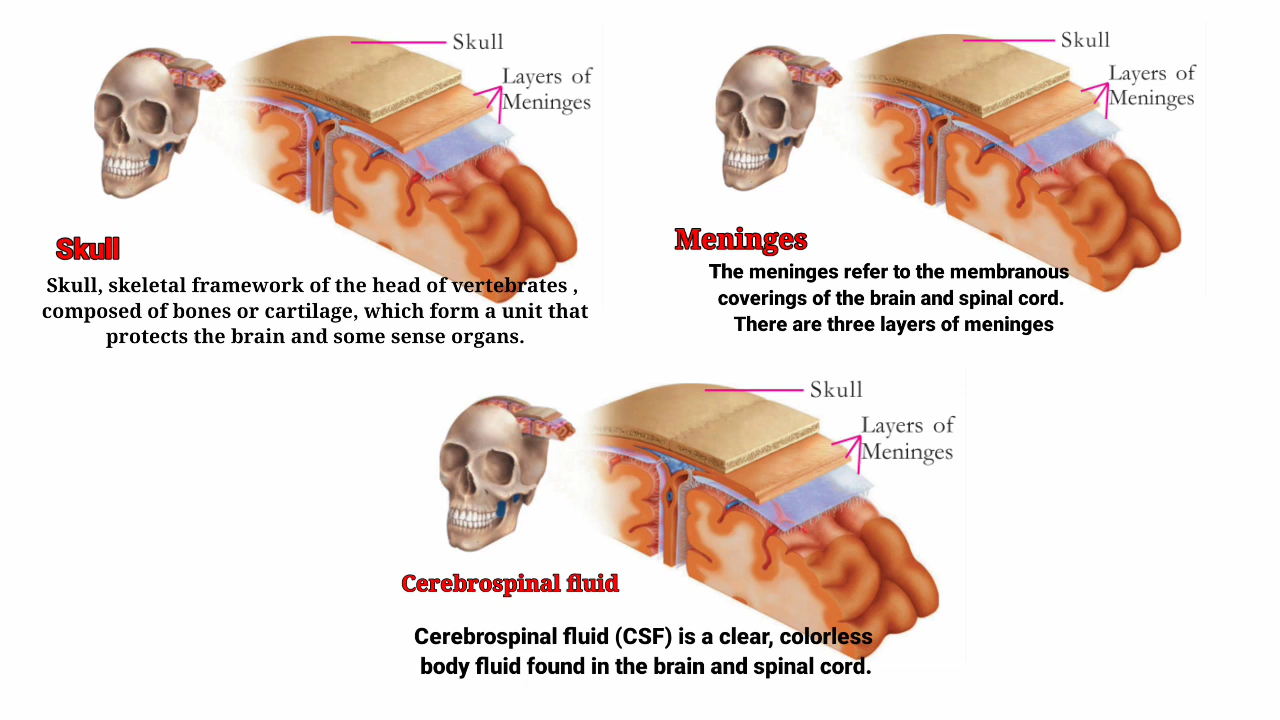 Skull
Layers of
Meninges
Skull
Skull, skeletal framework of the head of vertebrates ,
composed of bones or cartilage, which form a unit that
protects the brain and some sense organs.
Skull
Layers of
Meninges
Meninges
The meninges refer to the membranous
coverings of the brain and spinal cord.
There are three layers of meninges
Skull
Layers of
Meninges
Cerebrospinal fluid
Cerebrospinal fluid (CSF) is a clear, colorless
body fluid found in the brain and spinal cord.